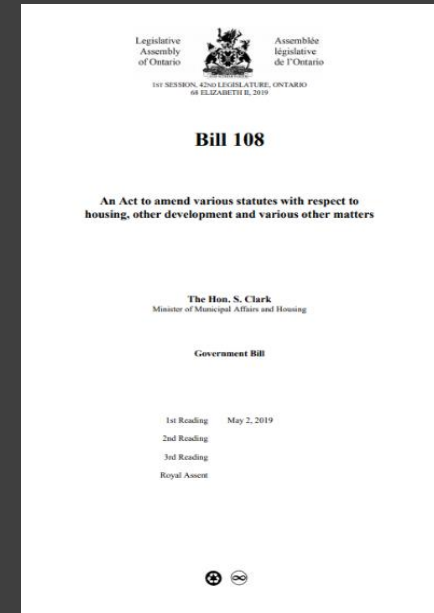 Legislative
Assembly
of Ontario
Assemblée
législative
de l'Ontario
1ST SESSION, 42ND LEGISLATURE, ONTARIO
68 ELIZABETH II, 2019
Bill 108
An Act to amend various statutes with respect to
housing, other development and various other matters
The Hon. S. Clark
Minister of Municipal Affairs and Housing
Government Bill
1st Reading May 2, 2019
2nd Reading
3rd Reading
Royal Assent